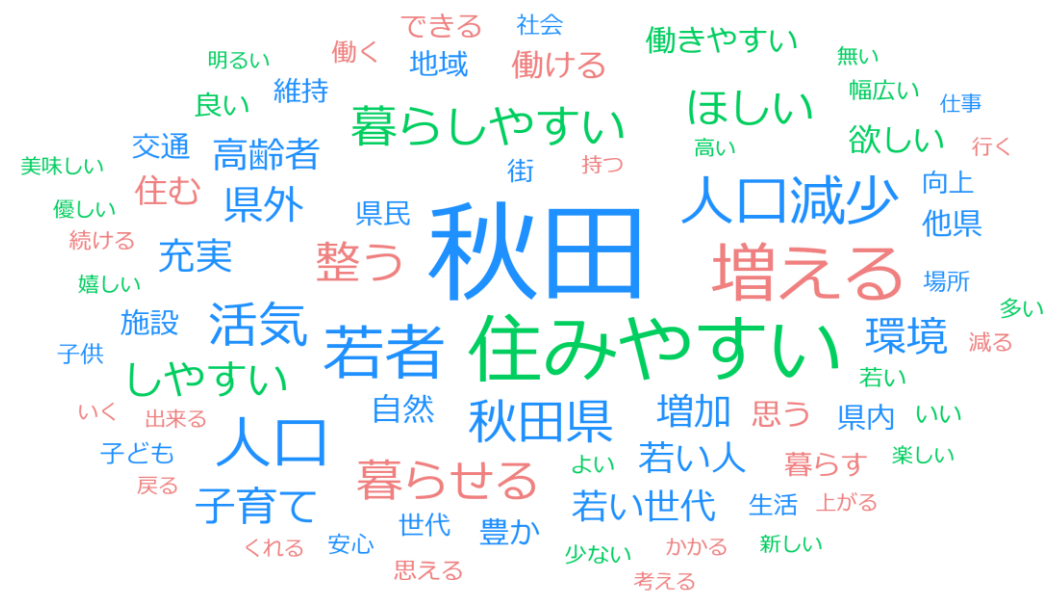 できる
社会
働きやすい
働く
無い
明るい
地域
働ける
維持
幅広い
良い
暮らしやすい
ほしい
仕事
交通
高齢者
欲しい
高い
行く
美味しい
街
持つ
住む
向上
優しい
県外
県民
秋田
人口減少
他県
続ける
充実
整う
増える
嬉しい
場所
施設
活気
多い
子供
若者
住みやすい
環境
減る
しやすい
若い
いく
出来る
自然
秋田県
増加
思う
県内
いい
子ども
人口
若い人
楽しい
よい
暮らす
戻る
暮らせる
子育て
若い世代
生活
上がる
世代
豊か
くれる
安心
少ない
かかる
新しい
思える
考える